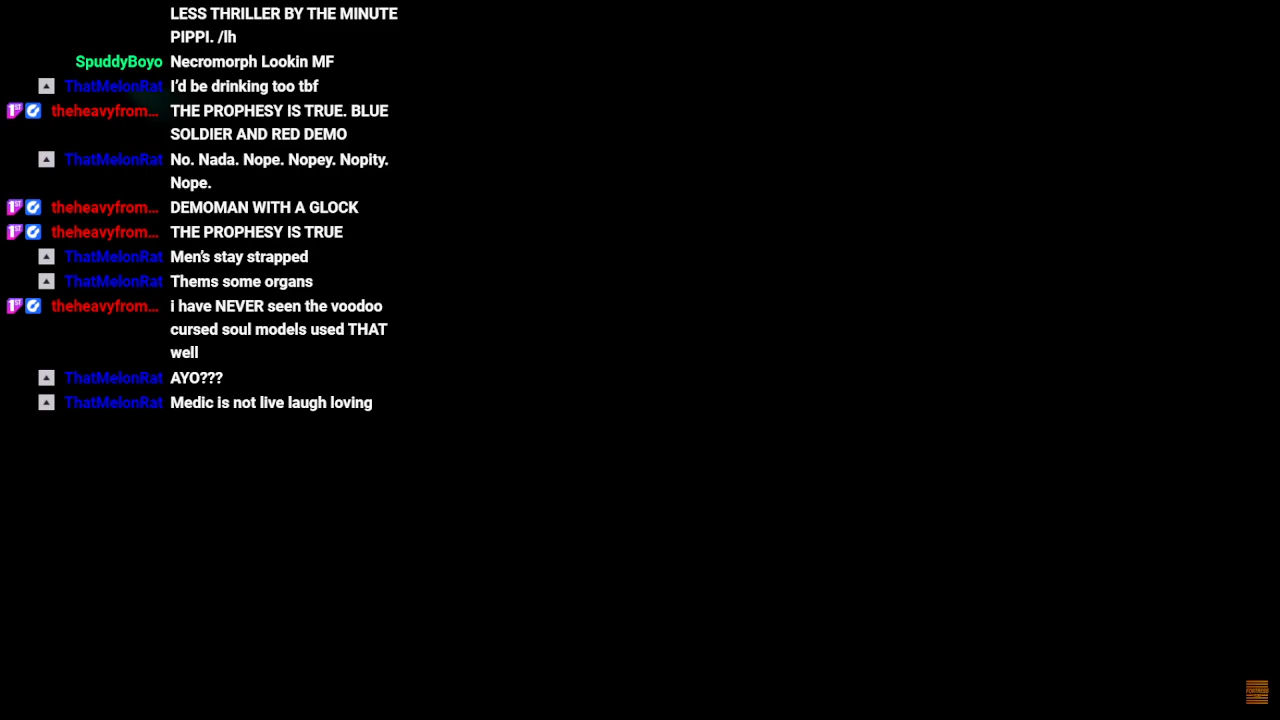 LESS THRILLER BY THE MINUTE
PIPPI. /lh
SpuddyBoyo Necromorph Lookin MF
ThatMelonRat I'd be drinking too tbf
theheavyfrom... THE PROPHESY IS TRUE. BLUE
SOLDIER AND RED DEMO
ThatMelonRat No. Nada. Nope. Nopey. Nopity.
Nope.
theheavyfrom... DEMOMAN WITH A GLOCK
theheavyfrom... THE PROPHESY IS TRUE
ThatMelonRat Men's stay strapped
ThatMelonRat Thems some organs
theheavyfrom... i have NEVER seen the voodoo
cursed soul models used THAT
well
ThatMelonRat AYO???
ThatMelonRat Medic is not live laugh loving
FORTRESS